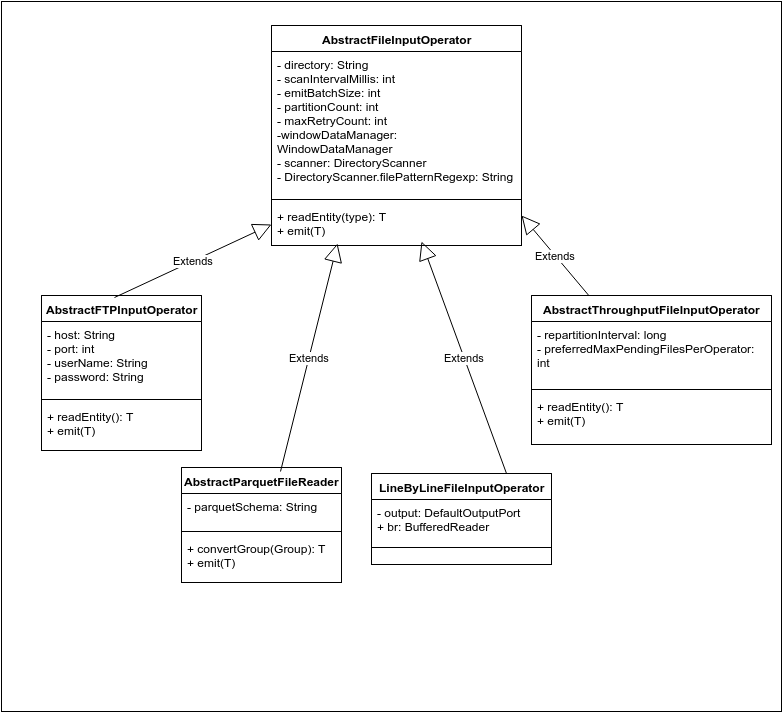 AbstractFileInputOperator
- directory: String
- scanIntervalMillis: int
- emitBatchSize: int
- partitionCount: int
- maxRetryCount: int
-windowDataManager:
WindowDataManager
- scanner: DirectoryScanner
- DirectoryScanner.filePatternRegexp: String
+ readEntity(type): T
+ emit(T)
Extends
Extends
Extends
Extends
AbstractFTPInputOperator
- host: String
- port: int
- userName: String
- password: String
+ readEntity(): T
+ emit(T)
AbstractThroughputFileInputOperator
- repartitionInterval: long
- preferredMaxPendingFilesPerOperator:
int
+ readEntity(): T
+ emit(T)
AbstractParquetFileReader
- parquetSchema: String
+ convertGroup(Group): T
+ emit(T)
LineByLineFileInputOperator
- output: DefaultOutputPort
+ br: BufferedReader